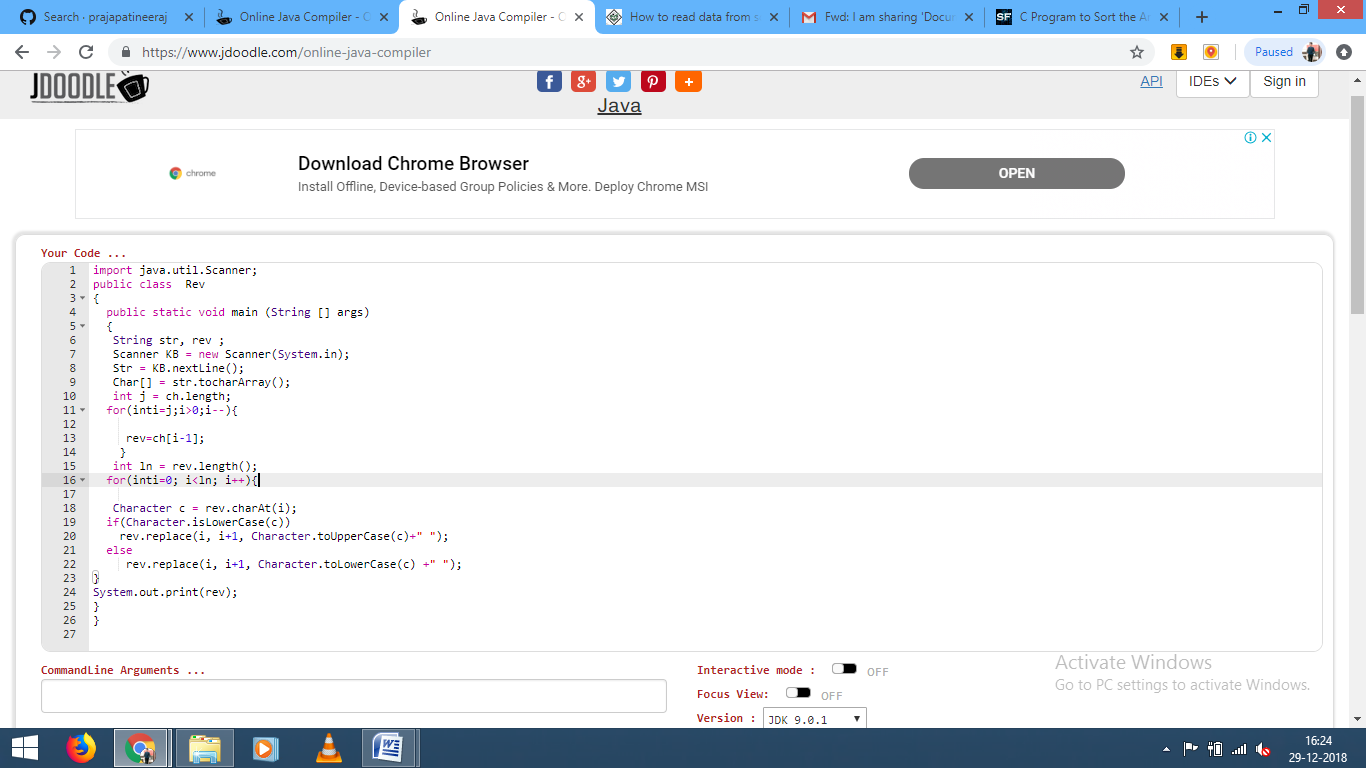 Search · prajapatineeraj
Online Java Compiler - C
Online Java Compiler - C
How to read data from s
Fwd: I am sharing 'Docu
SF C Program to Sort the A
https://www.jdoodle.com/online-java-compiler
Paused
JDOODLE
Java
API
IDEs
Sign in
chrome
Download Chrome Browser
Install Offline, Device-based Group Policies & More. Deploy Chrome MSI
OPEN
Your Code ...
1 import java.util.Scanner;
2 public class  Rev
3 {
4   public static void main (String [] args)
5   {
6    String str, rev ;
7    Scanner KB = new Scanner(System.in);
8    Str = KB.nextLine();
9    Char[] = str.tocharArray();
10    int j = ch.length;
11   for(inti=j;i>0;i--){
12
13      rev=ch[i-1];
14     }
15    int ln = rev.length();
16   for(inti=0; i<ln; i++){
17
18    Character c = rev.charAt(i);
19   if(Character.isLowerCase(c))
20     rev.replace(i, i+1, Character.toUpperCase(c)+" ");
21   else
22      rev.replace(i, i+1, Character.toLowerCase(c) +" ");
23 }
24 System.out.print(rev);
25 }
26 }
27
CommandLine Arguments ...
Interactive mode : OFF
Focus View: OFF
Version : JDK 9.0.1
Activate Windows
Go to PC settings to activate Windows.
16:24
29-12-2018